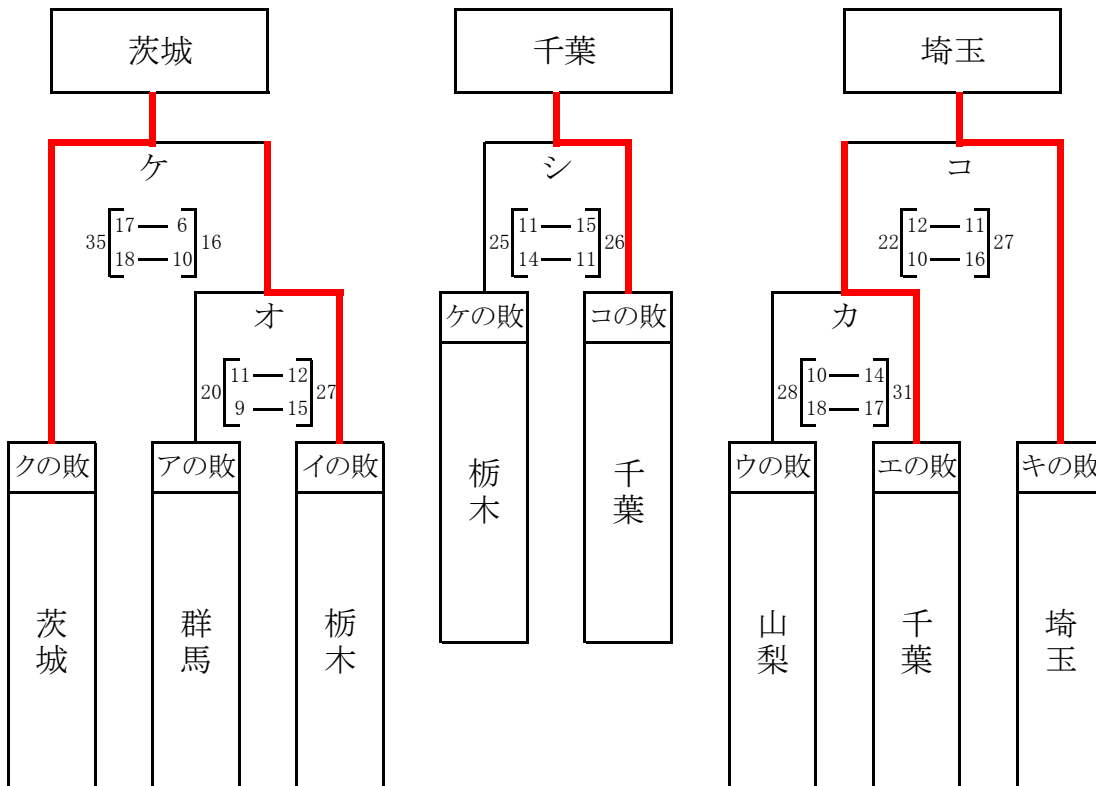 茨城
千葉
埼玉
ケ
シ
コ
35 17 6 16
18 10
25 11 15 26
14 11
22 12 11 27
10 16
ケの敗
コの敗
オ
カ
20 11 12 27
9 15
28 10 14 31
18 17
クの敗
アの敗
イの敗
栃木
千葉
ウの敗
エの敗
キの敗
茨城
群馬
栃木
山梨
千葉
埼玉